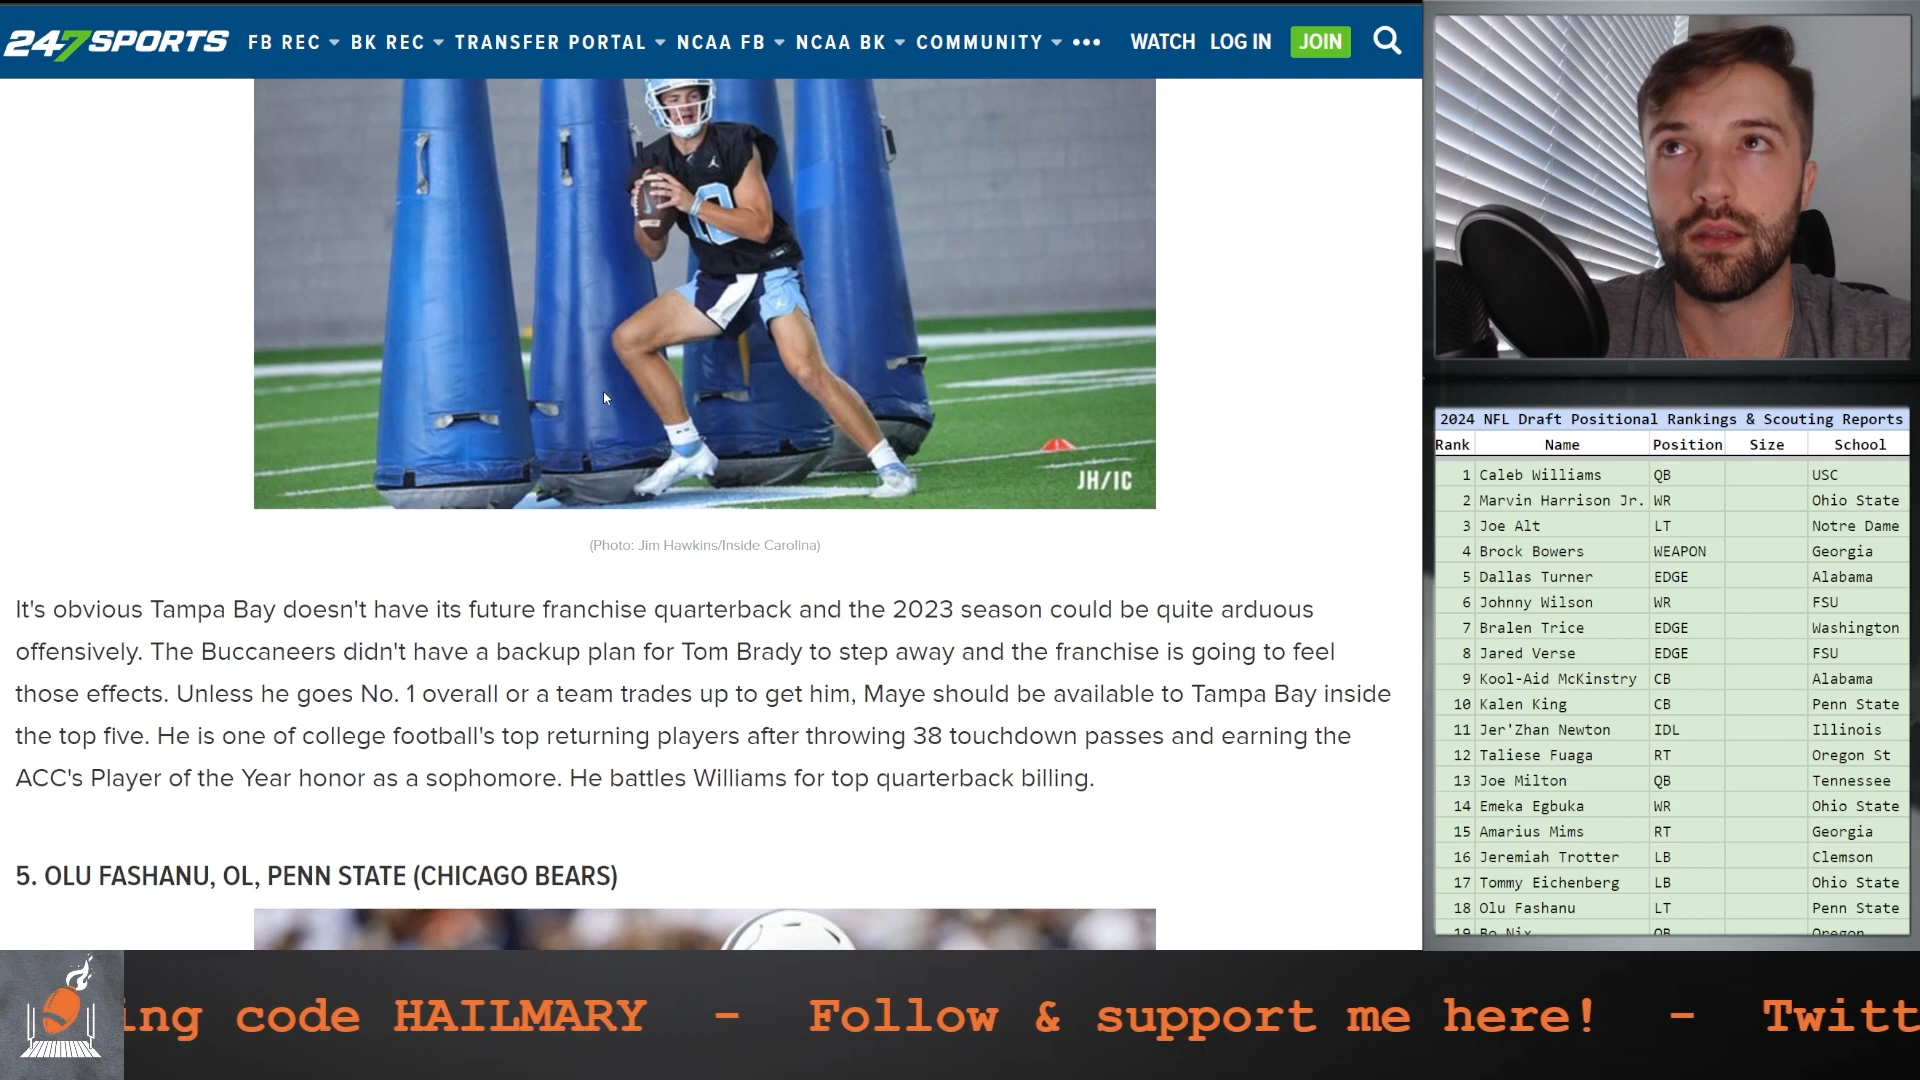 247SPORTS FB REC BK REC TRANSFER PORTAL NCAA FB NCAA BK COMMUNITY ••• WATCH LOG IN JOIN
10
JH/IC
(Photo: Jim Hawkins/Inside Carolina)
It's obvious Tampa Bay doesn't have its future franchise quarterback and the 2023 season could be quite arduous
offensively. The Buccaneers didn't have a backup plan for Tom Brady to step away and the franchise is going to feel
those effects. Unless he goes No. 1 overall or a team trades up to get him, Maye should be available to Tampa Bay inside
the top five. He is one of college football's top returning players after throwing 38 touchdown passes and earning the
ACC's Player of the Year honor as a sophomore. He battles Williams for top quarterback billing.
5. OLU FASHANU, OL, PENN STATE (CHICAGO BEARS)
2024 NFL Draft Positional Rankings & Scouting Reports
Rank Name Position Size School
1 Caleb Williams QB USC
2 Marvin Harrison Jr. WR Ohio State
3 Joe Alt LT Notre Dame
4 Brock Bowers WEAPON Georgia
5 Dallas Turner EDGE Alabama
6 Johnny Wilson WR FSU
7 Bralen Trice EDGE Washington
8 Jared Verse EDGE FSU
9 Kool-Aid McKinstry CB Alabama
10 Kalen King CB Penn State
11 Jer'Zhan Newton IDL Illinois
12 Taliese Fuaga RT Oregon St
13 Joe Milton QB Tennessee
14 Emeka Egbuka WR Ohio State
15 Amarius Mims RT Georgia
16 Jeremiah Trotter LB Clemson
17 Tommy Eichenberg LB Ohio State
18 Olu Fashanu LT Penn State
19 Bo Nix QB Oregon
ing code HAILMARY - Follow & support me here! - Twitt